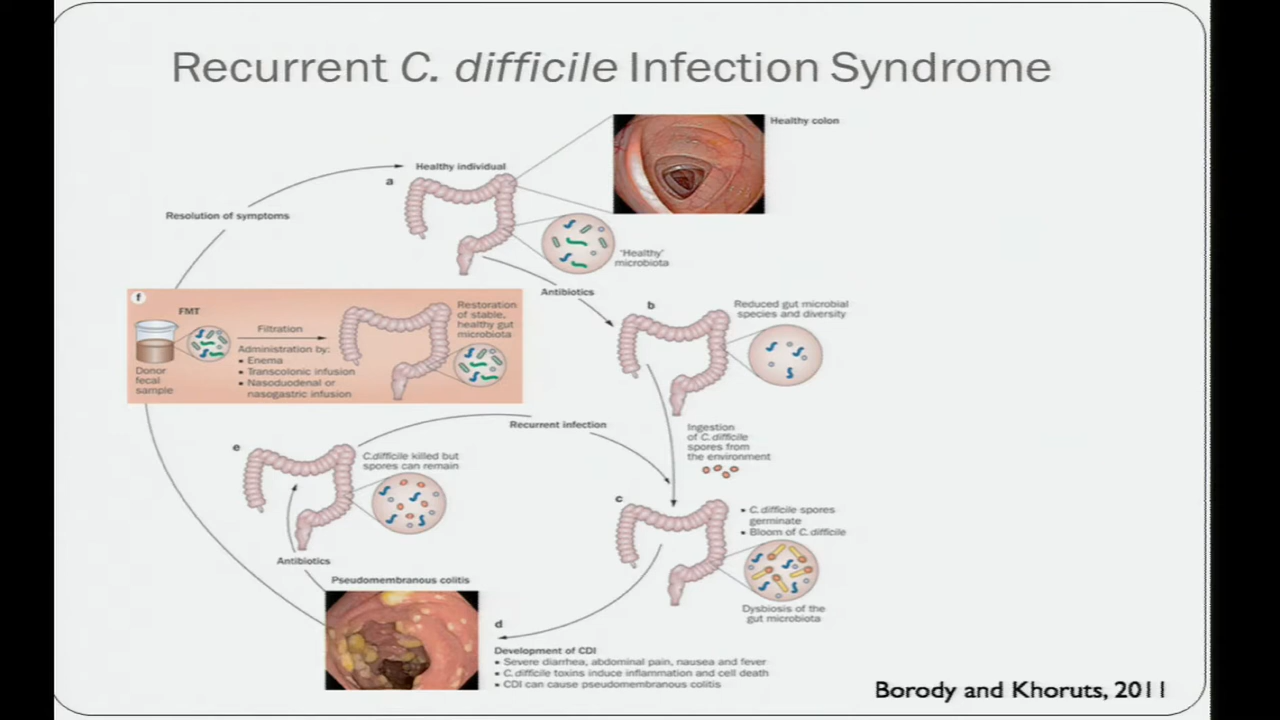 Recurrent C. difficile Infection Syndrome
Healthy colon
Healthy individual
a
Resolution of symptoms
'Healthy'
microbiota
Antibiotics
b
Reduced gut microbial
species and diversity
f
FMT
Filtration
Administration by:
• Enema
• Transcolonic infusion
• Nasoduodenal or
nasogastric infusion
Donor
fecal
sample
Restoration
of stable,
healthy gut
microbiota
Recurrent infection
Ingestion
of C.difficile
spores from
the environment
e
C.difficile killed but
spores can remain
c
• C.difficile spores
germinate
• Bloom of C.difficile
Dysbiosis of the
gut microbiota
Antibiotics
Pseudomembranous colitis
d
Development of CDI
• Severe diarrhea, abdominal pain, nausea and fever
• C.difficile toxins induce inflammation and cell death
• CDI can cause pseudomembranous colitis
Borody and Khoruts, 2011